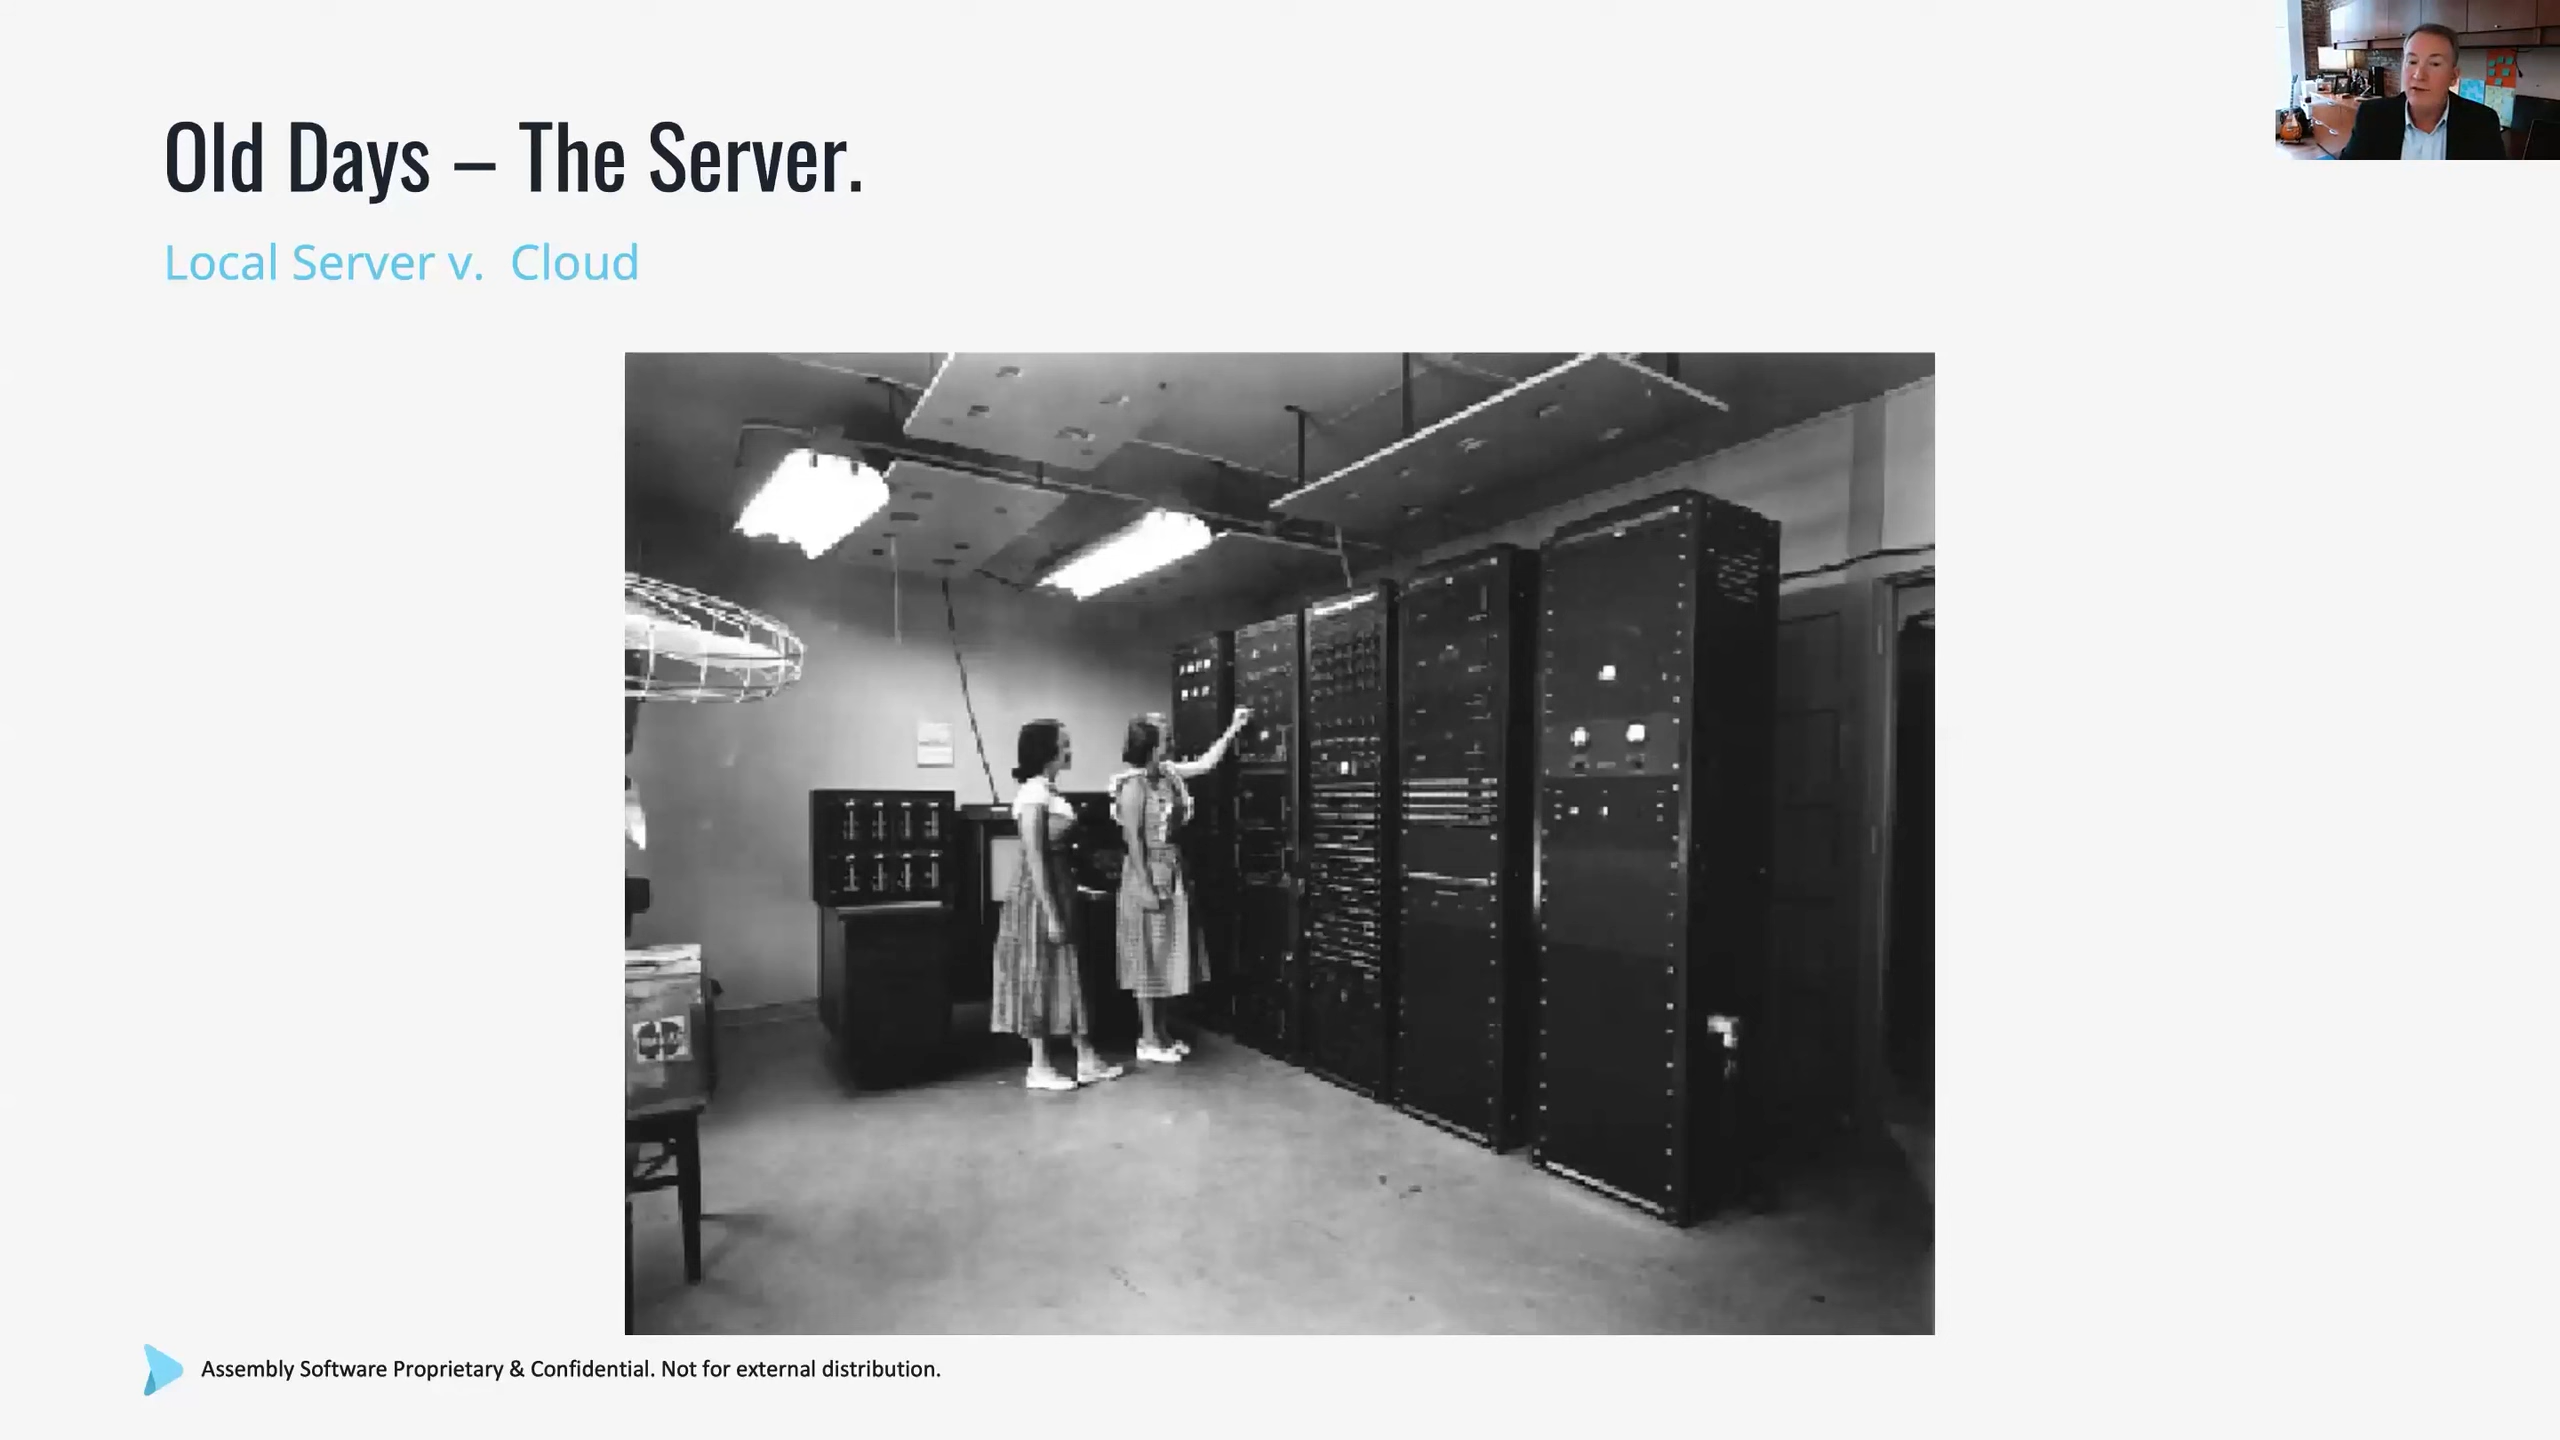 Old Days – The Server.
Local Server v.  Cloud
Assembly Software Proprietary & Confidential. Not for external distribution.